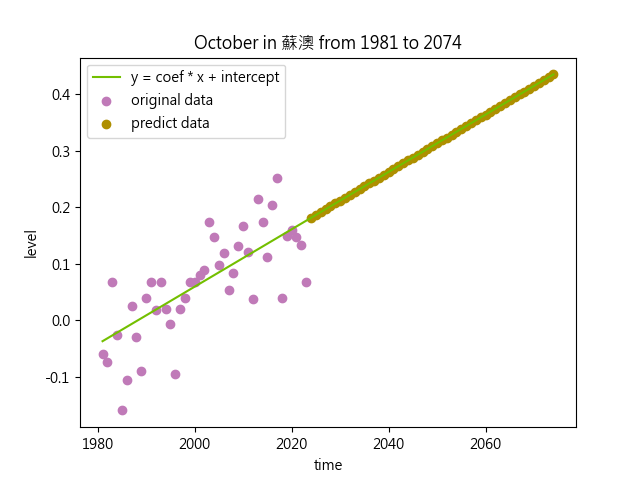 October in 蘇澳 from 1981 to 2074
y = coef * x + intercept
original data
predict data
level
0.4
0.3
0.2
0.1
0.0
-0.1
1980 2000 2020 2040 2060
time